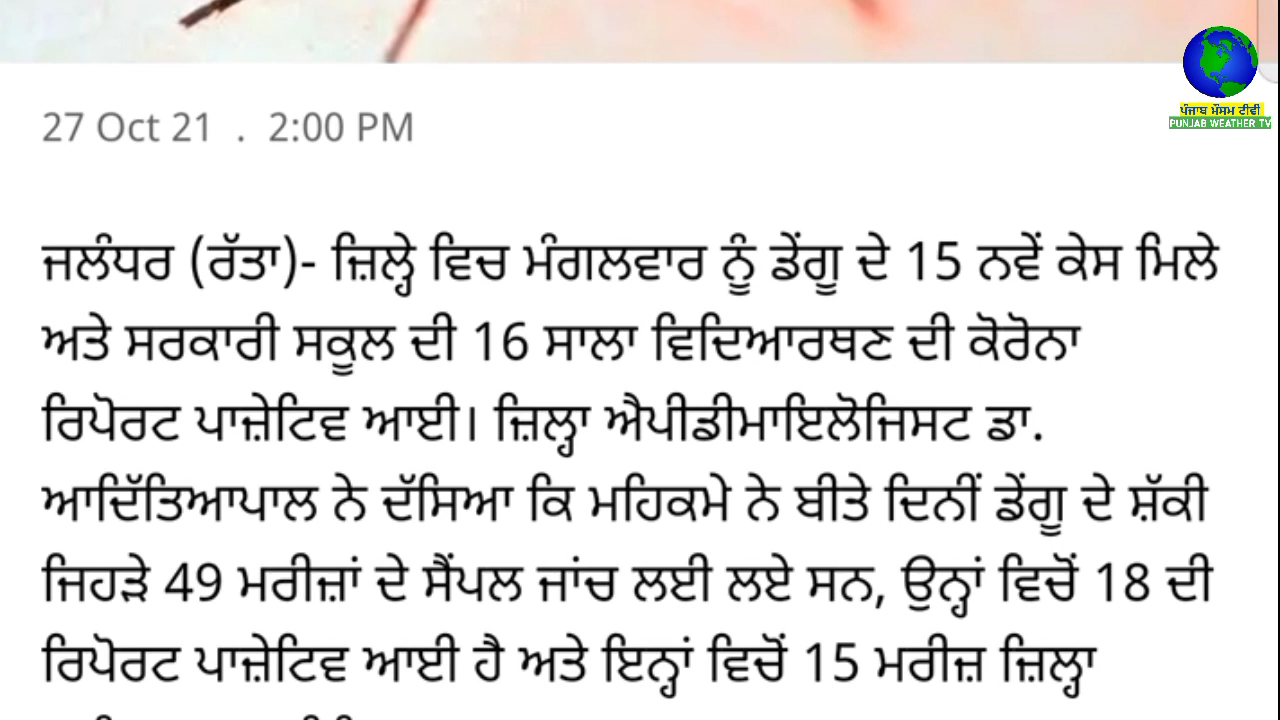 ਪੰਜਾਬ ਮੌਸਮ ਟੀਵੀ
PUNJAB WEATHER TV
27 Oct 21 . 2:00 PM
ਜਲੰਧਰ (ਰੱਤਾ)- ਜ਼ਿਲ੍ਹੇ ਵਿਚ ਮੰਗਲਵਾਰ ਨੂੰ ਡੇਂਗੂ ਦੇ 15 ਨਵੇਂ ਕੇਸ ਮਿਲੇ
ਅਤੇ ਸਰਕਾਰੀ ਸਕੂਲ ਦੀ 16 ਸਾਲਾ ਵਿਦਿਆਰਥਣ ਦੀ ਕੋਰੋਨਾ
ਰਿਪੋਰਟ ਪਾਜ਼ੇਟਿਵ ਆਈ। ਜ਼ਿਲ੍ਹਾ ਐਪੀਡੀਮਾਇਲੋਜਿਸਟ ਡਾ.
ਆਦਿੱਤਿਆਪਾਲ ਨੇ ਦੱਸਿਆ ਕਿ ਮਹਿਕਮੇ ਨੇ ਬੀਤੇ ਦਿਨੀਂ ਡੇਂਗੂ ਦੇ ਸ਼ੱਕੀ
ਜਿਹੜੇ 49 ਮਰੀਜ਼ਾਂ ਦੇ ਸੈਂਪਲ ਜਾਂਚ ਲਈ ਲਏ ਸਨ, ਉਨ੍ਹਾਂ ਵਿਚੋਂ 18 ਦੀ
ਰਿਪੋਰਟ ਪਾਜ਼ੇਟਿਵ ਆਈ ਹੈ ਅਤੇ ਇਨ੍ਹਾਂ ਵਿਚੋਂ 15 ਮਰੀਜ਼ ਜ਼ਿਲ੍ਹਾ